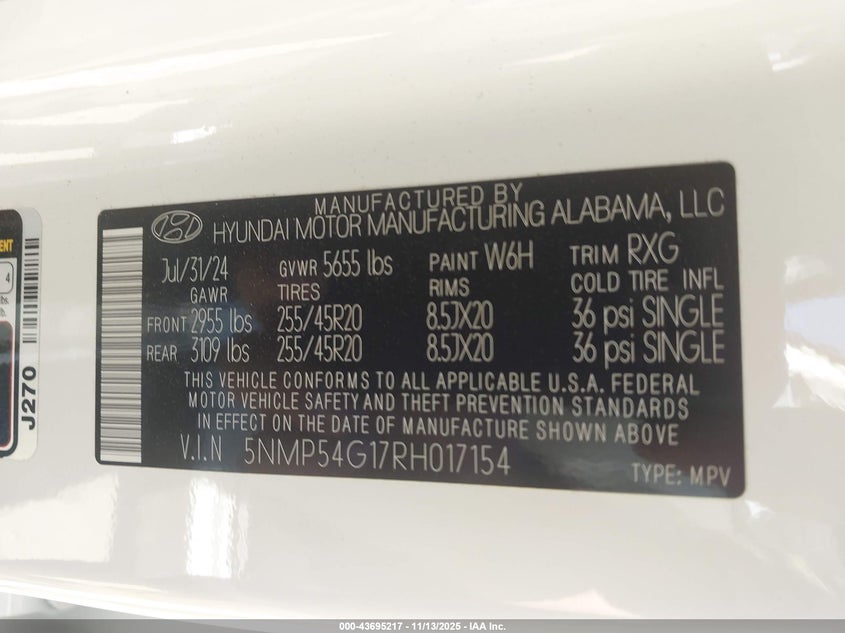 MANUFACTURED BY
HYUNDAI MOTOR MANUFACTURING ALABAMA, LLC
Jul/31/24 GVWR 5655 lbs PAINT W6H TRIM RXG
GAWR TIRES RIMS COLD TIRE INFL
FRONT 2955 lbs 255/45R20 8.5JX20 36 psi SINGLE
REAR 3109 lbs 255/45R20 8.5JX20 36 psi SINGLE
THIS VEHICLE CONFORMS TO ALL APPLICABLE U.S.A. FEDERAL
MOTOR VEHICLE SAFETY AND THEFT PREVENTION STANDARDS
IN EFFECT ON THE DATE OF MANUFACTURE SHOWN ABOVE
V.I.N 5NMP54G17RH017154
TYPE: MPV
4
J270
000-43695217 - 11/13/2025 - IAA Inc.